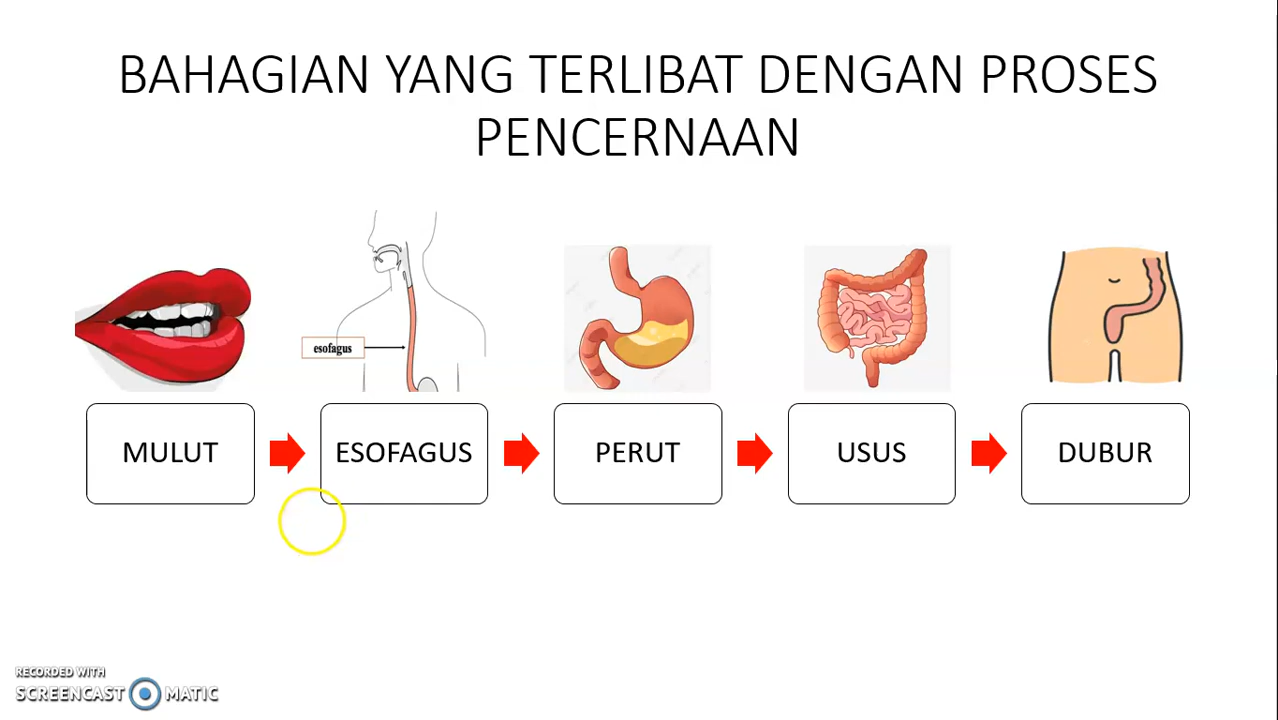 BAHAGIAN YANG TERLIBAT DENGAN PROSES
PENCERNAAN
esofagus
MULUT
ESOFAGUS
PERUT
USUS
DUBUR
RECORDED WITH
SCREENCAST MATIC